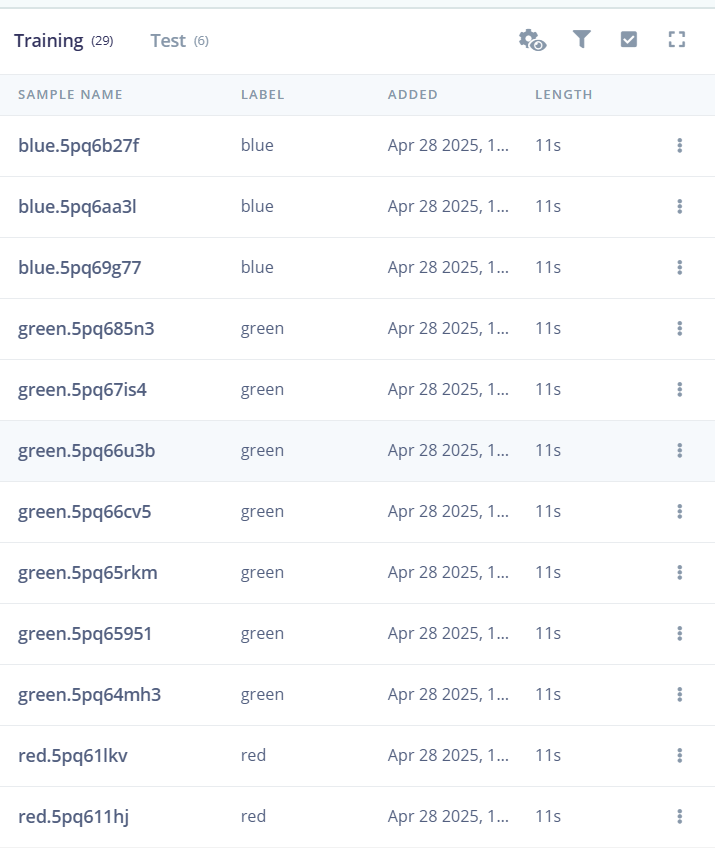 Training (29) Test (6)
SAMPLE NAME LABEL ADDED LENGTH
blue.5pq6b27f blue Apr 28 2025, 1... 11s
blue.5pq6aa3l blue Apr 28 2025, 1... 11s
blue.5pq69g77 blue Apr 28 2025, 1... 11s
green.5pq685n3 green Apr 28 2025, 1... 11s
green.5pq67is4 green Apr 28 2025, 1... 11s
green.5pq66u3b green Apr 28 2025, 1... 11s
green.5pq66cv5 green Apr 28 2025, 1... 11s
green.5pq65rkm green Apr 28 2025, 1... 11s
green.5pq65951 green Apr 28 2025, 1... 11s
green.5pq64mh3 green Apr 28 2025, 1... 11s
red.5pq61lkv red Apr 28 2025, 1... 11s
red.5pq611hj red Apr 28 2025, 1... 11s